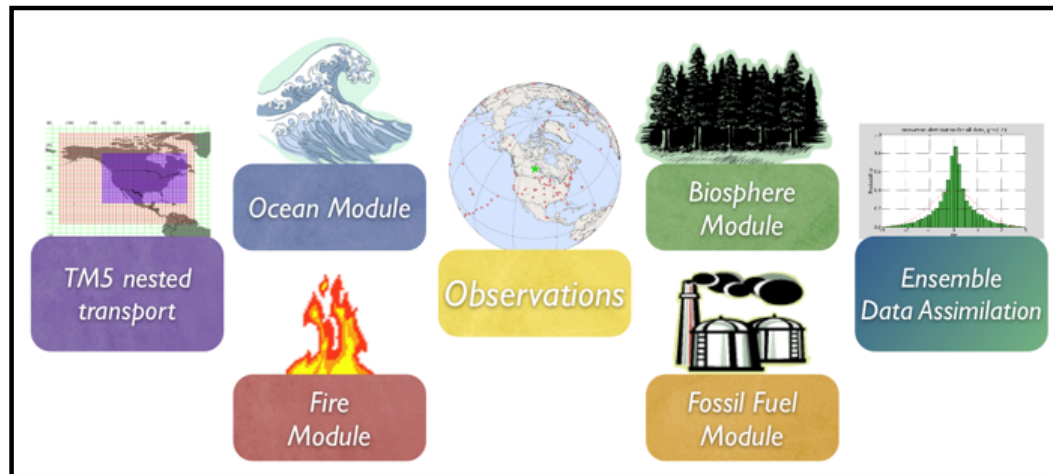 Ocean Module
Biosphere
Module
TM5 nested
transport
Observations
Ensemble
Data Assimilation
Fire
Module
Fossil Fuel
Module